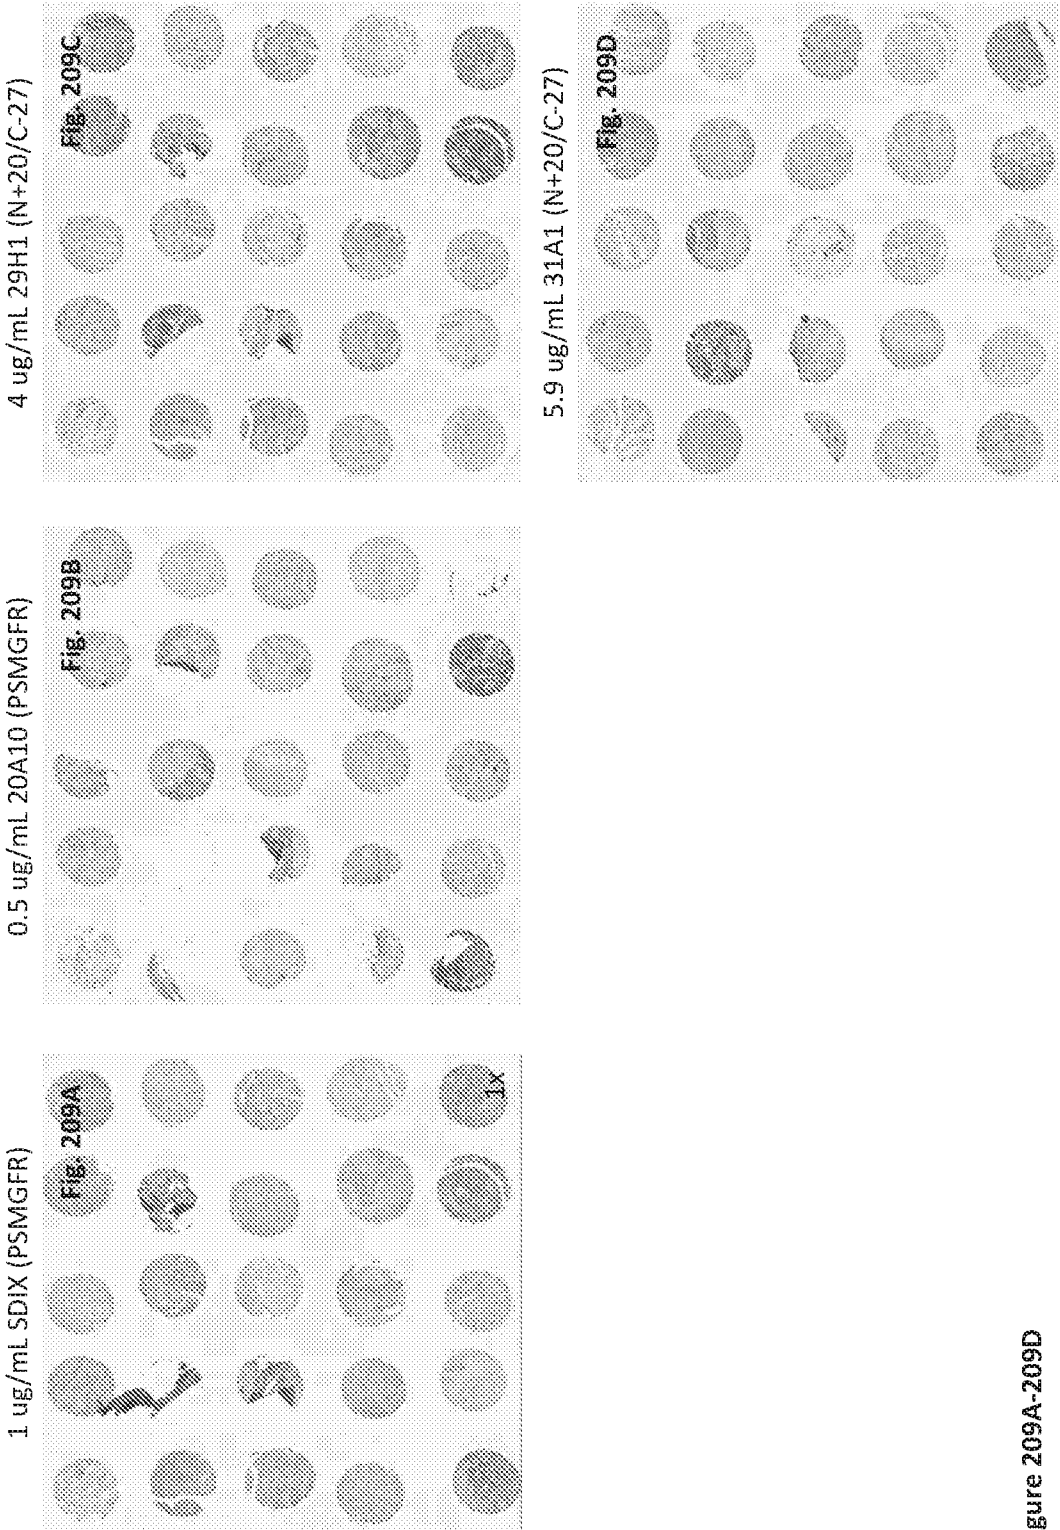 1 ug/mL SDIX (PSMGFR)
Fig. 209A
1x
0.5 ug/mL 20A10 (PSMGFR)
Fig. 209B
4 ug/mL 29H1 (N+20/C-27)
Fig. 209C
5.9 ug/mL 31A1 (N+20/C-27)
Fig. 209D
gure 209A-209D